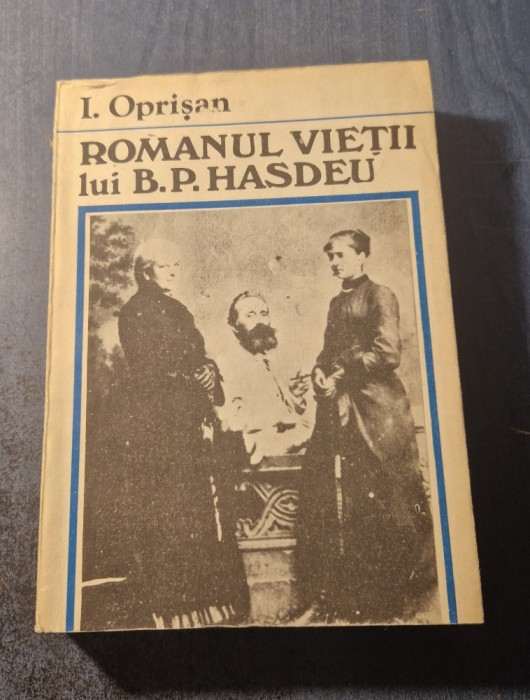 I. Oprişan
ROMANUL VIEŢII
lui B.P. HASDEU